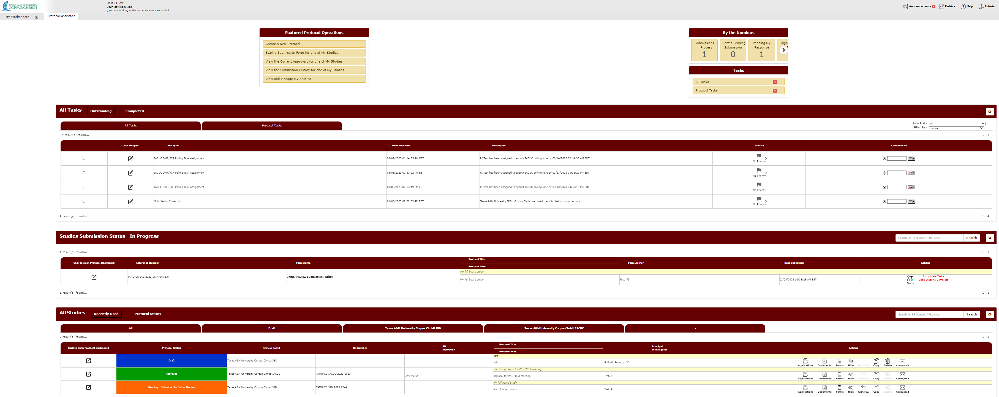 TEXAS A&M UNIVERSITY
CORPUS CHRISTI
Hello PI Test
your last login was
( You are working under someone else's account. )
Announcements 6 Metrics Help Tutorial
My Workspaces Protocol Assistant
Featured Protocol Operations
Create a New Protocol
Start a Submission Form for one of My Studies
View the Current Approvals for one of My Studies
View the Submission History for one of My Studies
View and Manage My Studies
By the Numbers
Submissions in Process 1
Forms Pending Submission 0
Pending My Response 1
High
Tasks
All Tasks 4
Protocol Tasks 4
All Tasks Outstanding Completed
All Tasks Protocol Tasks
Task List : All
Filter By : --none--
4 result(s) found... 1 - 4
Click to open Task Type Date Received Description Priority Complete By
IACUC DMR/FCR Polling Task Assignment 03/07/2023 01:14:35 AM EST PI Test has been assigned to submit IACUC polling vote by 03/14/2023 02:14:35 AM EDT No Priority
IACUC DMR/FCR Polling Task Assignment 03/06/2023 02:33:22 PM EST PI Test has been assigned to submit IACUC polling vote by 03/13/2023 03:33:22 PM EDT No Priority
IACUC DMR/FCR Polling Task Assignment 03/06/2023 02:33:19 PM EST PI Test has been assigned to submit IACUC polling vote by 03/13/2023 03:33:19 PM EDT No Priority
Submission Correction 01/05/2023 02:32:53 PM EST Texas A&M University IRB - Corpus Christi returned the submission for corrections No Priority
4 result(s) found... 1 - 4
Studies Submission Status - In Progress Search for RB Number, Title, Alias Search
1 result(s) found... 1 - 1
Click to open Protocol Dashboard Reference Number Form Name Protocol Title Protocol Alias Form Author Date Submitted Actions
My full board study
TAMU-CC-IRB-2023-0644-INI-1.0 Initial Review Submission Packet My full board study Test, PI 01/05/2023 10:38:26 AM EST Steps Incomplete Tasks Open Steps to Complete
1 result(s) found... 1 - 1
All Studies Recently Used Protocol Status Search for RB Number, Title, Alias Search
All Draft Texas A&M University Corpus Christi IRB Texas A&M University Corpus Christi IACUC
3 result(s) found... 1 - 3
Click to open Protocol Dashboard Protocol Status Review Board RB Number RB Expiration Protocol Title Protocol Alias Principal Investigator Actions
title
Draft Texas A&M University Corpus Christi IBC title Ballard, Rebecca, JD Applications Documents Forms Hide Withdraw Copy Delete Correspond
Our test protocol for 2/3/2023 meeting
Approved Texas A&M University Corpus Christi IACUC TAMU-CC-IACUC-2023-0023 02/02/2026 protocol for 2/3/2023 meeting Test, PI Applications Documents Forms Hide Withdraw Copy Delete Correspond
My full board study
Pending - Submitted for Initial Review Texas A&M University Corpus Christi IRB TAMU-CC-IRB-2023-0644 My full board study Test, PI Applications Documents Forms Hide Withdraw Copy Delete Correspond